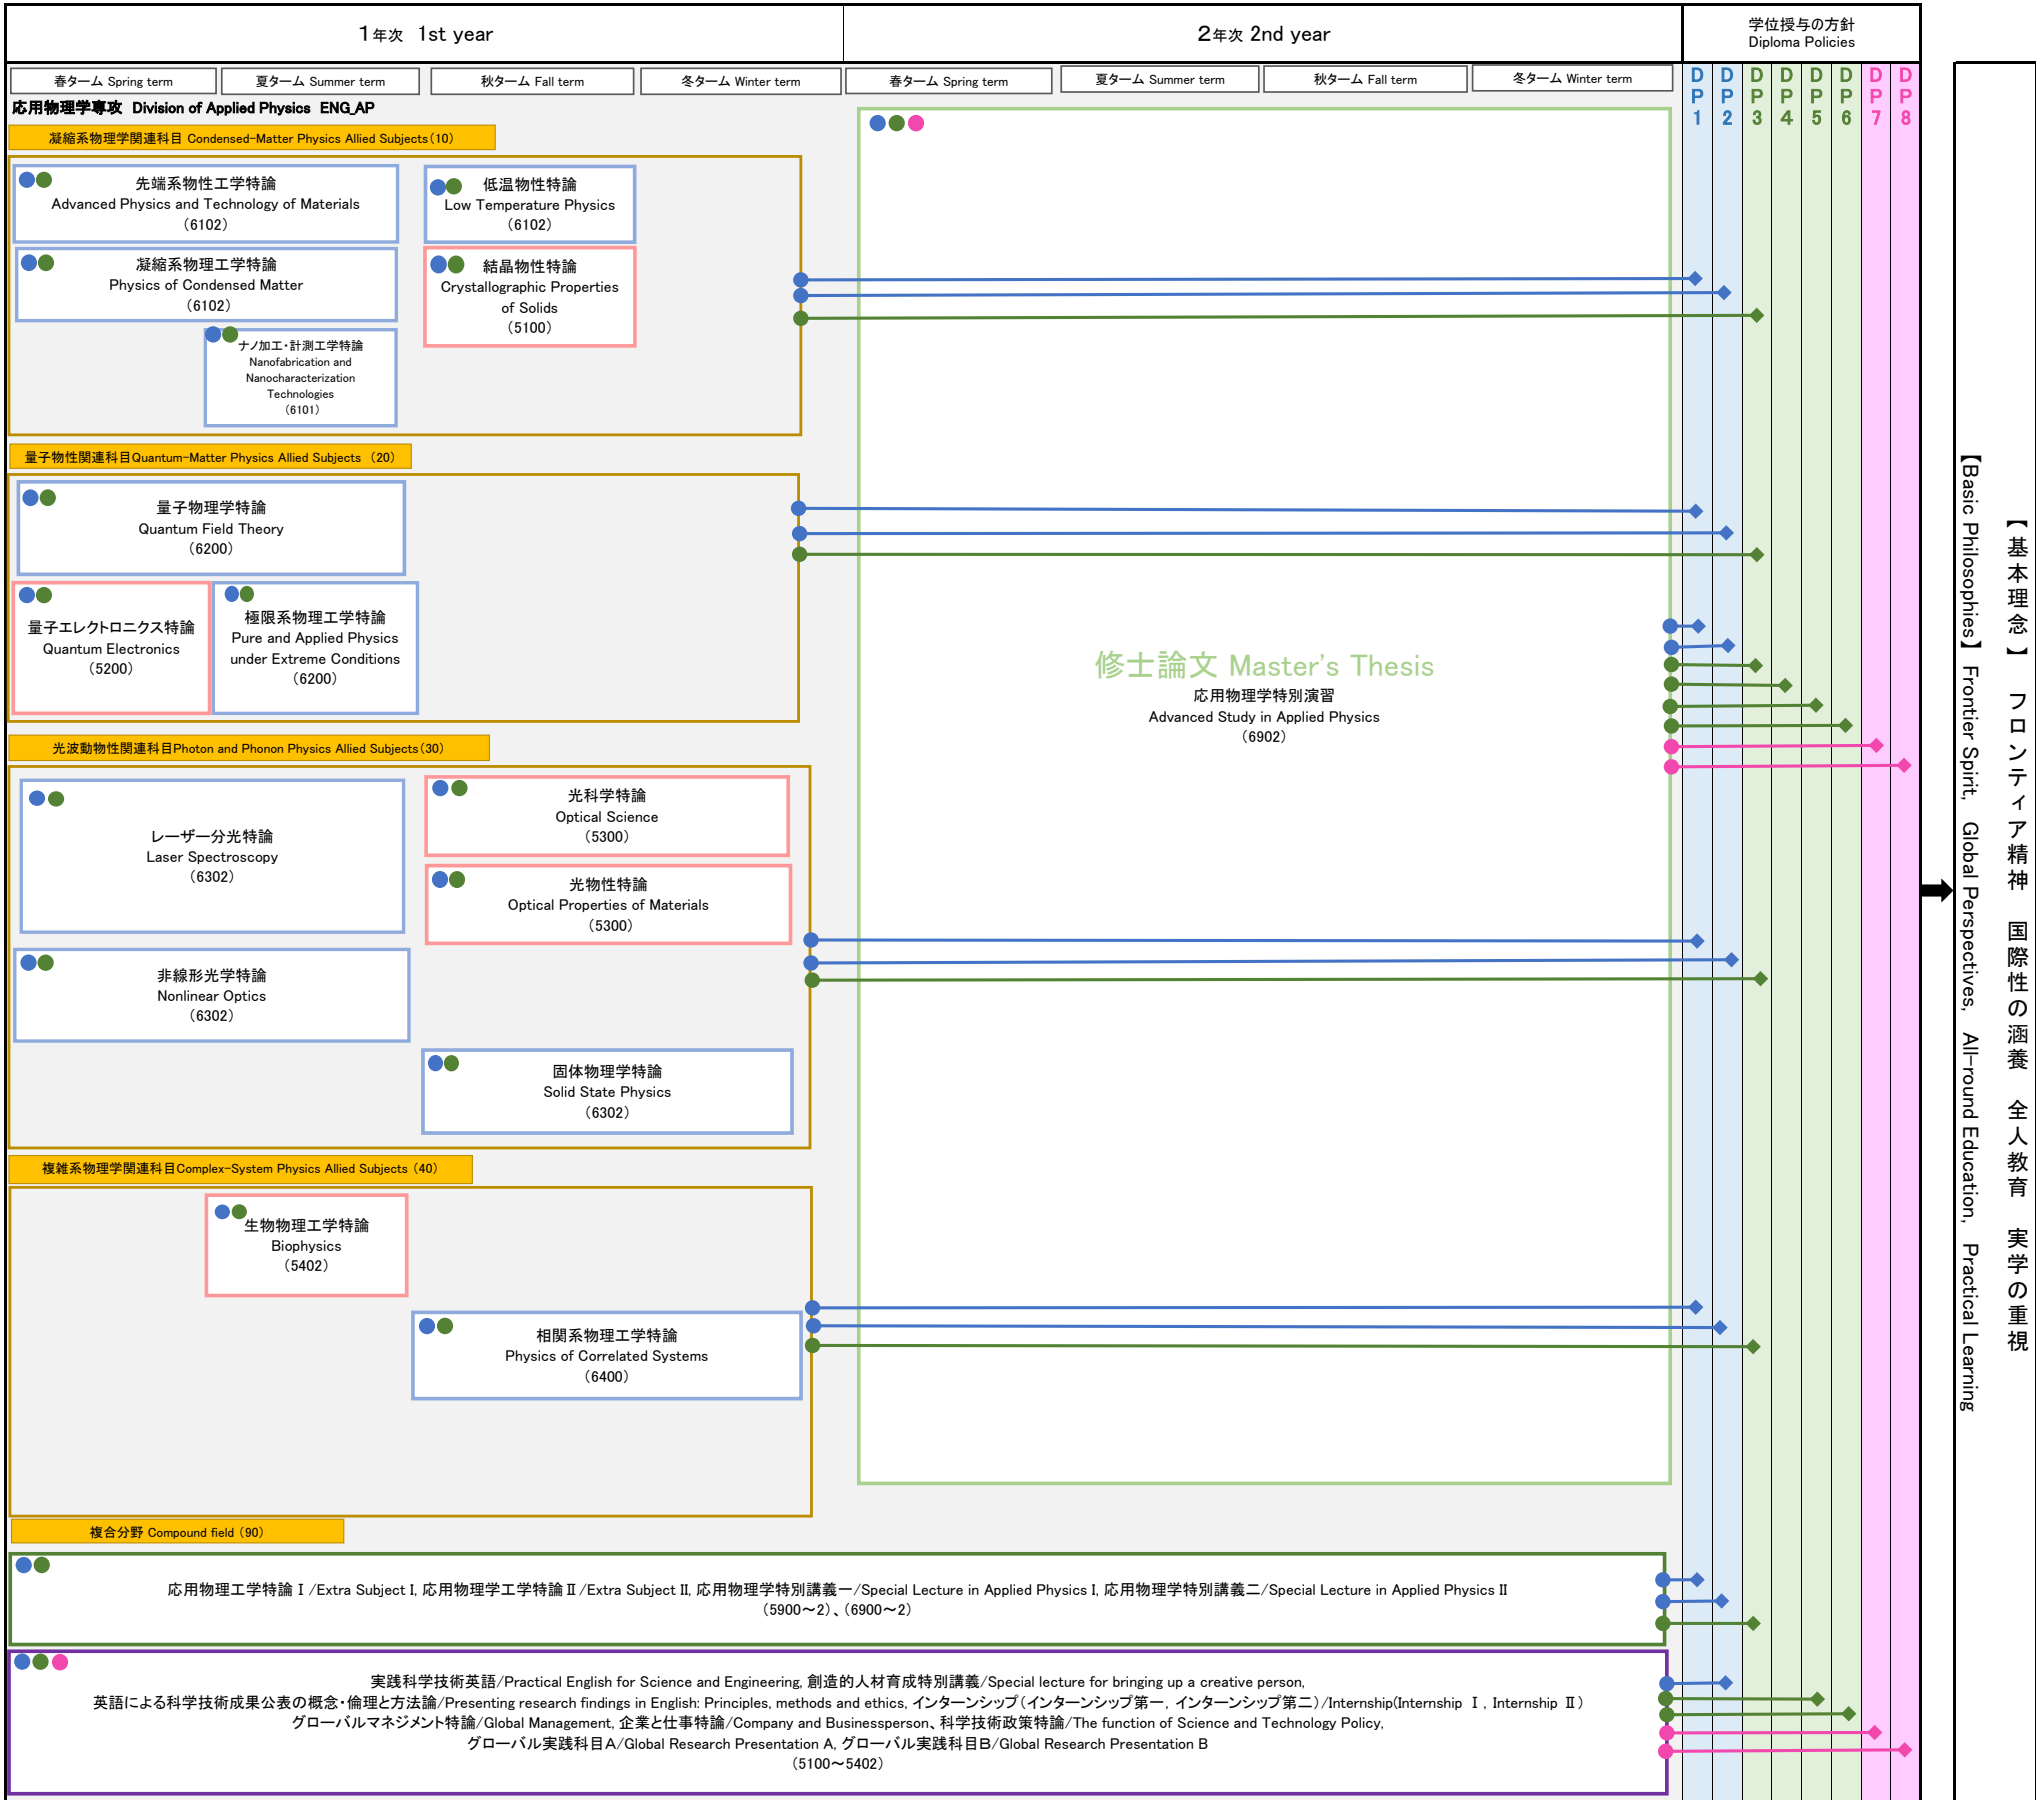 1年次 1st year
2年次 2nd year
学位授与の方針
Diploma Policies
春ターム Spring term
夏ターム Summer term
秋ターム Fall term
冬ターム Winter term
春ターム Spring term
夏ターム Summer term
秋ターム Fall term
冬ターム Winter term
DP1
DP2
DP3
DP4
DP5
DP6
DP7
DP8
応用物理学専攻 Division of Applied Physics ENG_AP
凝縮系物理学関連科目 Condensed-Matter Physics Allied Subjects(10)
先端系物性工学特論
Advanced Physics and Technology of Materials
(6102)
低温物性特論
Low Temperature Physics
(6102)
凝縮系物理工学特論
Physics of Condensed Matter
(6102)
結晶物性特論
Crystallographic Properties
of Solids
(5100)
ナノ加工・計測工学特論
Nanofabrication and
Nanocharacterization
Technologies
(6101)
量子物性関連科目Quantum-Matter Physics Allied Subjects (20)
量子物理学特論
Quantum Field Theory
(6200)
量子エレクトロニクス特論
Quantum Electronics
(5200)
極限系物理工学特論
Pure and Applied Physics
under Extreme Conditions
(6200)
修士論文 Master's Thesis
応用物理学特別演習
Advanced Study in Applied Physics
(6902)
光波動物性関連科目Photon and Phonon Physics Allied Subjects(30)
レーザー分光特論
Laser Spectroscopy
(6302)
光科学特論
Optical Science
(5300)
光物性特論
Optical Properties of Materials
(5300)
非線形光学特論
Nonlinear Optics
(6302)
固体物理学特論
Solid State Physics
(6302)
複雑系物理学関連科目Complex-System Physics Allied Subjects (40)
生物物理工学特論
Biophysics
(5402)
相関系物理工学特論
Physics of Correlated Systems
(6400)
複合分野 Compound field (90)
応用物理工学特論Ⅰ/Extra Subject I, 応用物理学工学特論Ⅱ/Extra Subject II, 応用物理学特別講義一/Special Lecture in Applied Physics I, 応用物理学特別講義二/Special Lecture in Applied Physics II
(5900～2)、(6900～2)
実践科学技術英語/Practical English for Science and Engineering, 創造的人材育成特別講義/Special lecture for bringing up a creative person,
英語による科学技術成果公表の概念・倫理と方法論/Presenting research findings in English: Principles, methods and ethics, インターンシップ(インターンシップ第一, インターンシップ第二)/Internship(Internship Ⅰ, Internship Ⅱ)
グローバルマネジメント特論/Global Management, 企業と仕事特論/Company and Businessperson、科学技術政策特論/The function of Science and Technology Policy,
グローバル実践科目A/Global Research Presentation A, グローバル実践科目B/Global Research Presentation B
(5100～5402)
【基本理念】 フロンティア精神 国際性の涵養 全人教育 実学の重視
【Basic Philosophies】 Frontier Spirit, Global Perspectives, All-round Education, Practical Learning